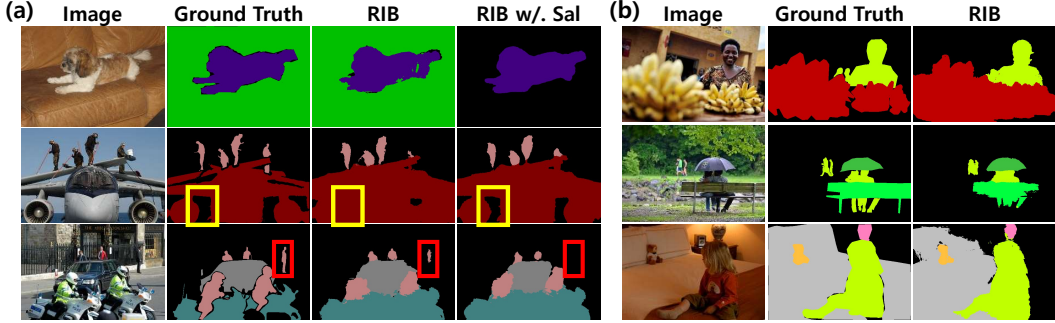 (a) Image Ground Truth RIB RIB w/. Sal
(b) Image Ground Truth RIB